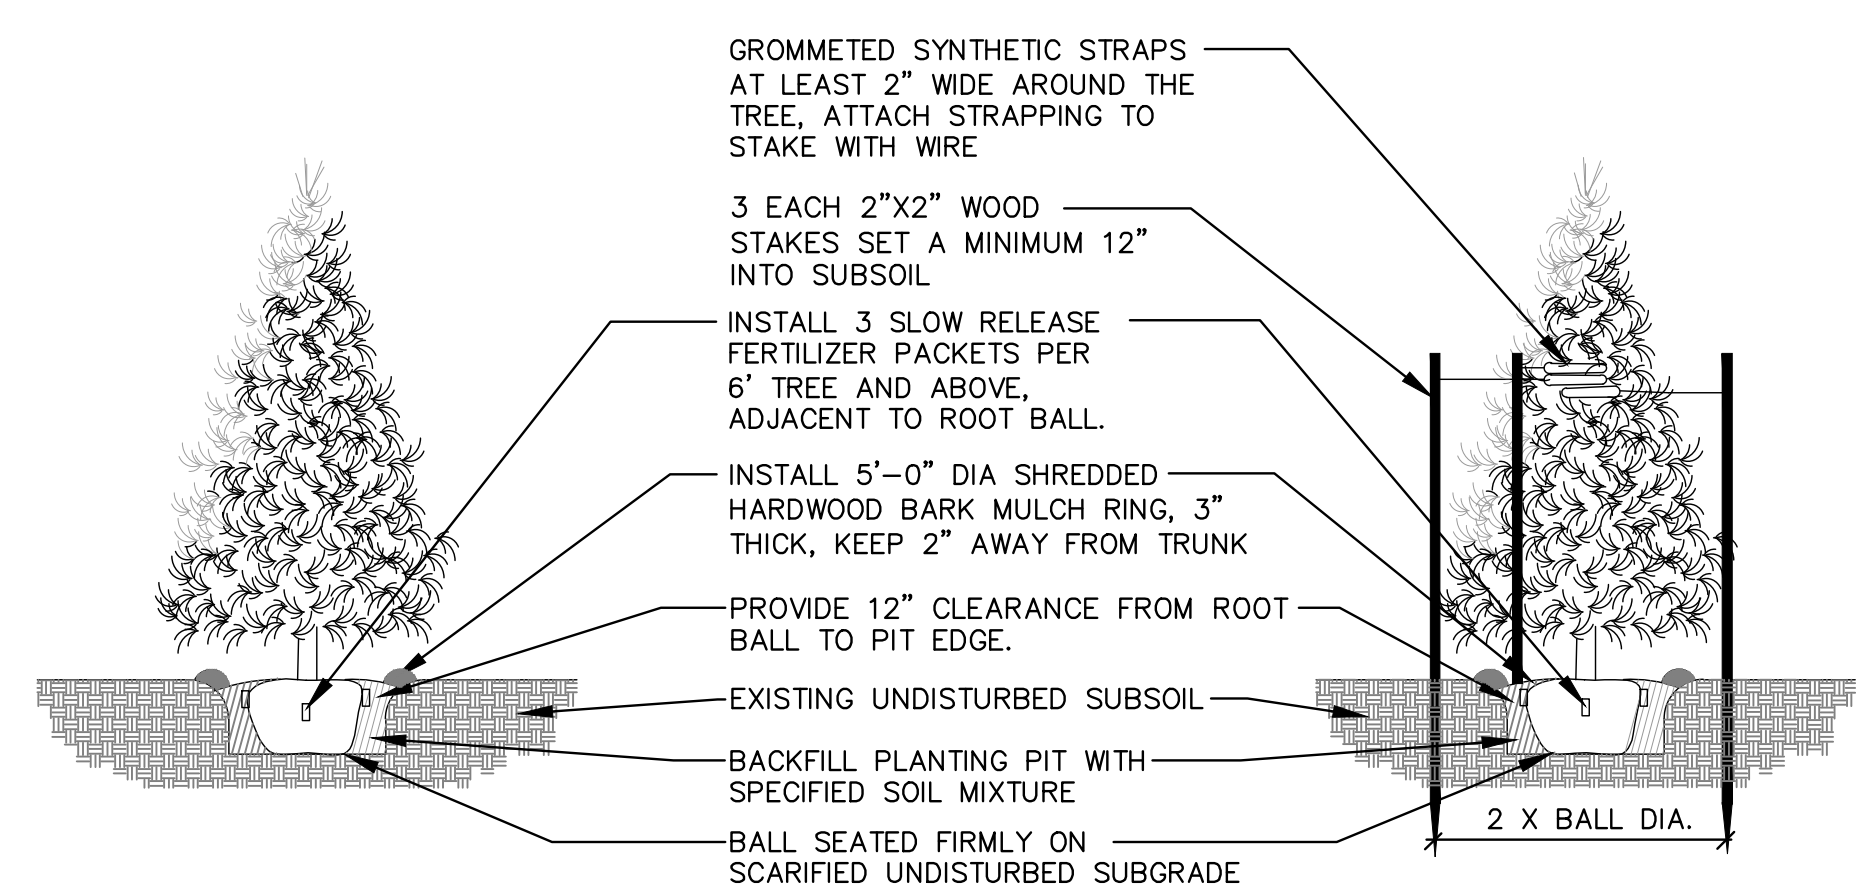 GROMMETED SYNTHETIC STRAPS
AT LEAST 2” WIDE AROUND THE
TREE, ATTACH STRAPPING TO
STAKE WITH WIRE
3 EACH 2”X2” WOOD
STAKES SET A MINIMUM 12”
INTO SUBSOIL
INSTALL 3 SLOW RELEASE
FERTILIZER PACKETS PER
6’ TREE AND ABOVE,
ADJACENT TO ROOT BALL.
INSTALL 5’–0” DIA SHREDDED
HARDWOOD BARK MULCH RING, 3”
THICK, KEEP 2” AWAY FROM TRUNK
PROVIDE 12” CLEARANCE FROM ROOT
BALL TO PIT EDGE.
EXISTING UNDISTURBED SUBSOIL
BACKFILL PLANTING PIT WITH
SPECIFIED SOIL MIXTURE
BALL SEATED FIRMLY ON
SCARIFIED UNDISTURBED SUBGRADE
2 X BALL DIA.